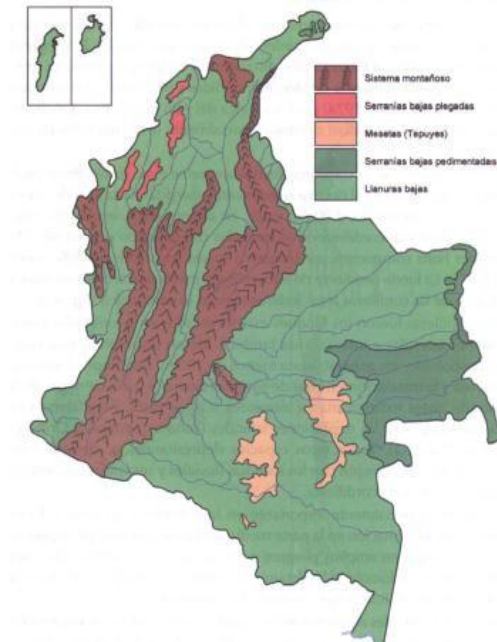 Sistema montañoso
Serranías bajas plegadas
Mesetas (Tepuyes)
Serranías bajas pedimentadas
Llanuras bajas